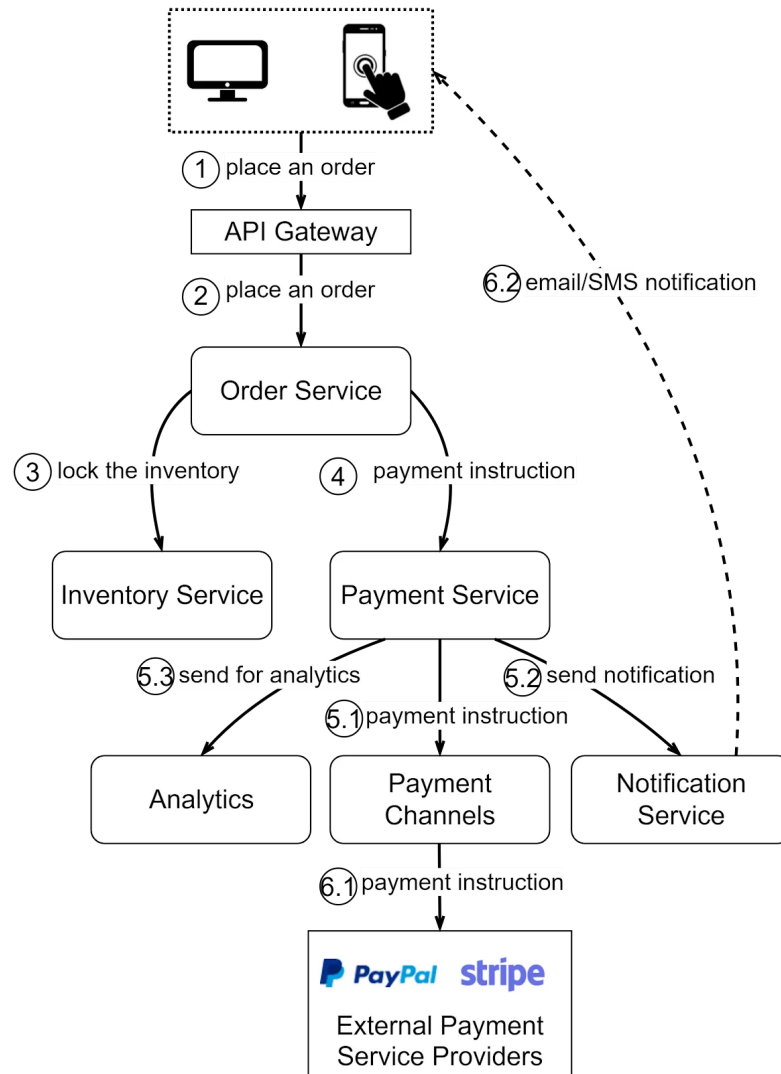 1 place an order
API Gateway
2 place an order
6.2 email/SMS notification
Order Service
3 lock the inventory
4 payment instruction
Inventory Service
Payment Service
5.3 send for analytics
5.2 send notification
5.1 payment instruction
Analytics
Payment
Channels
Notification
Service
6.1 payment instruction
PayPal
stripe
External Payment
Service Providers